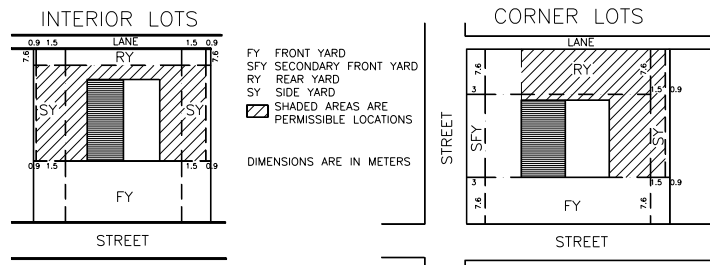 INTERIOR LOTS
LANE
0.9 1.5
1.5 0.9
7.6
7.6
RY
SY
SY
0.9 1.5
1.5 0.9
FY
STREET
FY FRONT YARD
SFY SECONDARY FRONT YARD
RY REAR YARD
SY SIDE YARD
SHADED AREAS ARE
PERMISSIBLE LOCATIONS
DIMENSIONS ARE IN METERS
CORNER LOTS
LANE
7.6
RY
7.6
3
1.5 0.9
STREET
SFY
SY
3
1.5 0.9
7.6
FY
7.6
STREET